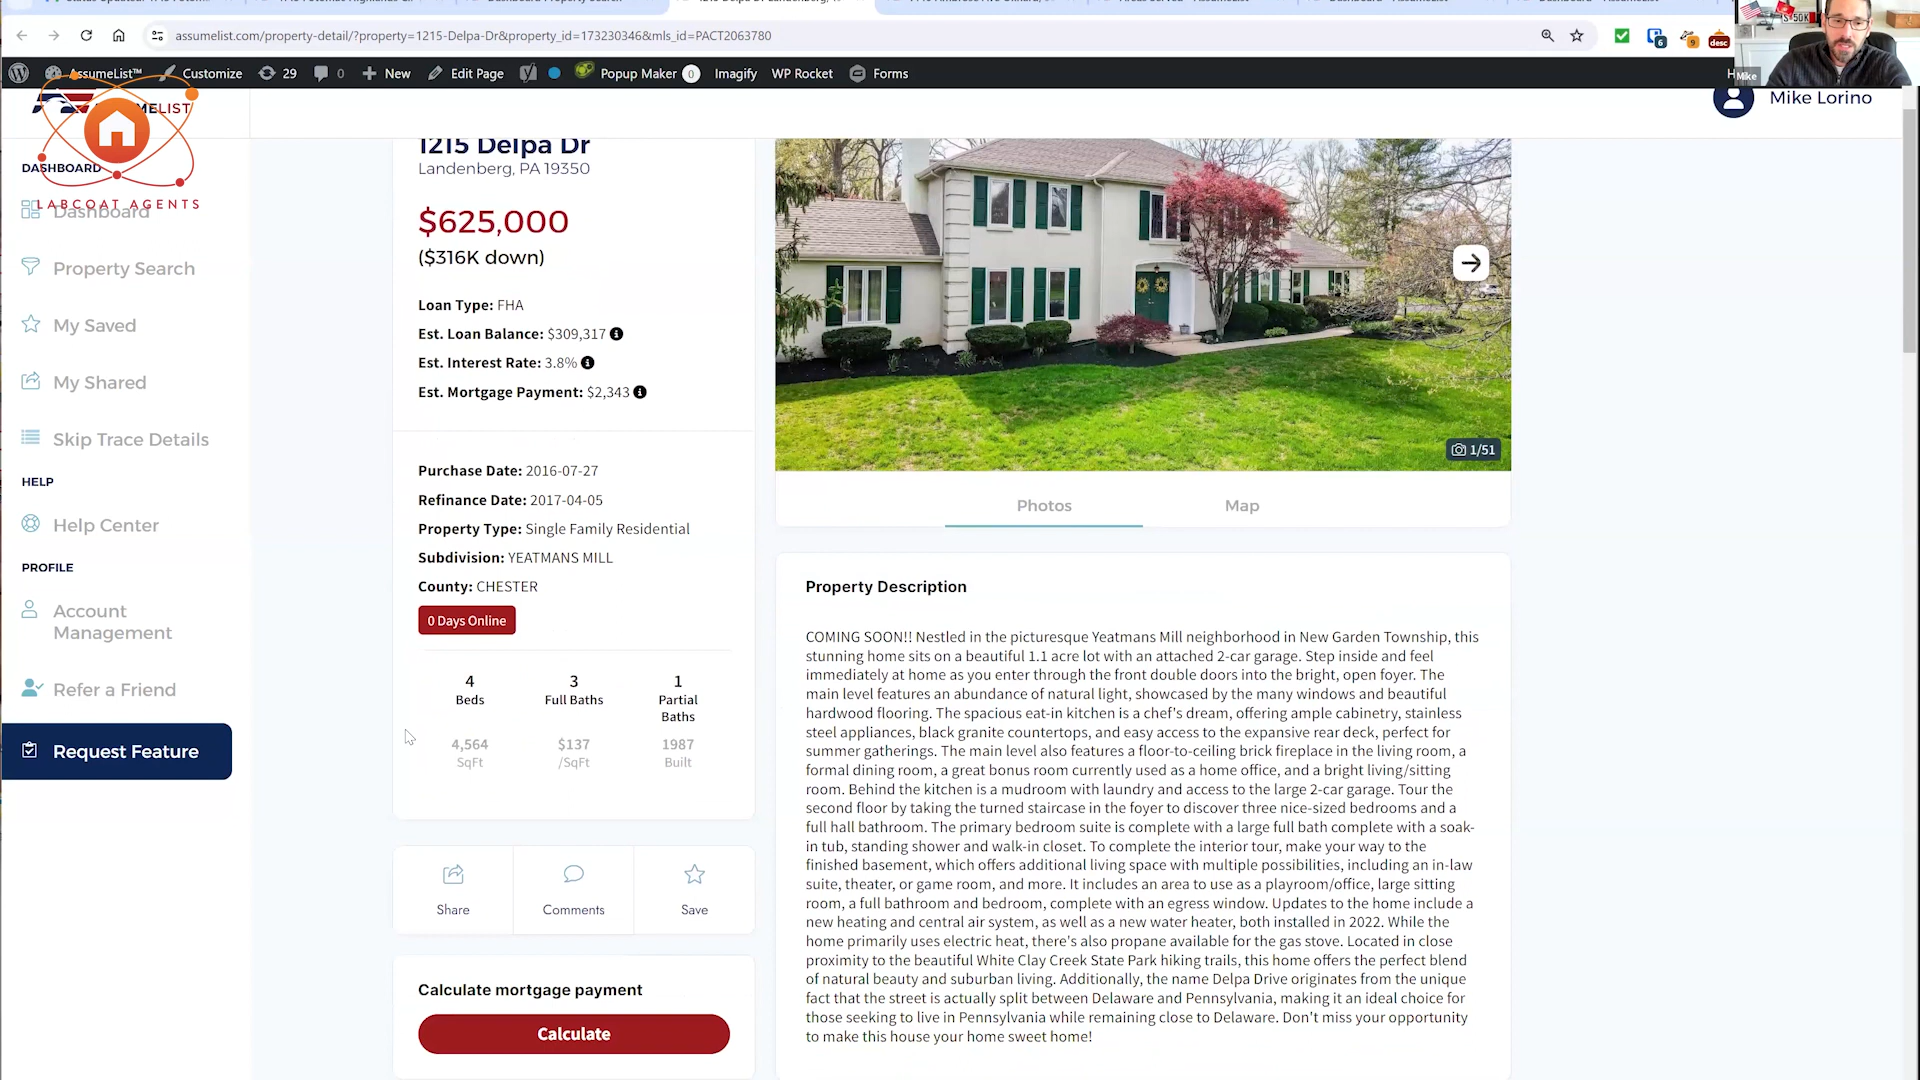 assumelist.com/property-detail/?property=1215-Delpa-Dr&property_id=173230346&mls_id=PACT2063780
6
9
desc
$50K
AssumeList™
Customize
29
0
New
Edit Page
Popup Maker 0
Imagify
WP Rocket
Forms
H
Mike
Mike Lorino
MELIST
LABCOAT AGENTS
DASHBOARD
Dashboard
Property Search
My Saved
My Shared
Skip Trace Details
HELP
Help Center
PROFILE
Account
Management
Refer a Friend
Request Feature
1215 Delpa Dr
Landenberg, PA 19350
$625,000
($316K down)
Loan Type: FHA
Est. Loan Balance: $309,317
Est. Interest Rate: 3.8%
Est. Mortgage Payment: $2,343
Purchase Date: 2016-07-27
Refinance Date: 2017-04-05
Property Type: Single Family Residential
Subdivision: YEATMANS MILL
County: CHESTER
0 Days Online
4
Beds
3
Full Baths
1
Partial
Baths
4,564
SqFt
$137
/SqFt
1987
Built
Share
Comments
Save
Calculate mortgage payment
Calculate
1/51
Photos
Map
Property Description
COMING SOON!! Nestled in the picturesque Yeatmans Mill neighborhood in New Garden Township, this
stunning home sits on a beautiful 1.1 acre lot with an attached 2-car garage. Step inside and feel
immediately at home as you enter through the front double doors into the bright, open foyer. The
main level features an abundance of natural light, showcased by the many windows and beautiful
hardwood flooring. The spacious eat-in kitchen is a chef's dream, offering ample cabinetry, stainless
steel appliances, black granite countertops, and easy access to the expansive rear deck, perfect for
summer gatherings. The main level also features a floor-to-ceiling brick fireplace in the living room, a
formal dining room, a great bonus room currently used as a home office, and a bright living/sitting
room. Behind the kitchen is a mudroom with laundry and access to the large 2-car garage. Tour the
second floor by taking the turned staircase in the foyer to discover three nice-sized bedrooms and a
full hall bathroom. The primary bedroom suite is complete with a large full bath complete with a soak-
in tub, standing shower and walk-in closet. To complete the interior tour, make your way to the
finished basement, which offers additional living space with multiple possibilities, including an in-law
suite, theater, or game room, and more. It includes an area to use as a playroom/office, large sitting
room, a full bathroom and bedroom, complete with an egress window. Updates to the home include a
new heating and central air system, as well as a new water heater, both installed in 2022. While the
home primarily uses electric heat, there's also propane available for the gas stove. Located in close
proximity to the beautiful White Clay Creek State Park hiking trails, this home offers the perfect blend
of natural beauty and suburban living. Additionally, the name Delpa Drive originates from the unique
fact that the street is actually split between Delaware and Pennsylvania, making it an ideal choice for
those seeking to live in Pennsylvania while remaining close to Delaware. Don't miss your opportunity
to make this house your home sweet home!